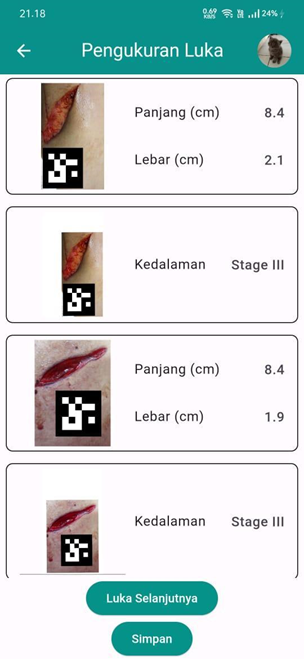 21.18
0.69 KB/S
24%
Pengukuran Luka
Panjang (cm) 8.4
Lebar (cm) 2.1
Kedalaman Stage III
Panjang (cm) 8.4
Lebar (cm) 1.9
Kedalaman Stage III
Luka Selanjutnya
Simpan